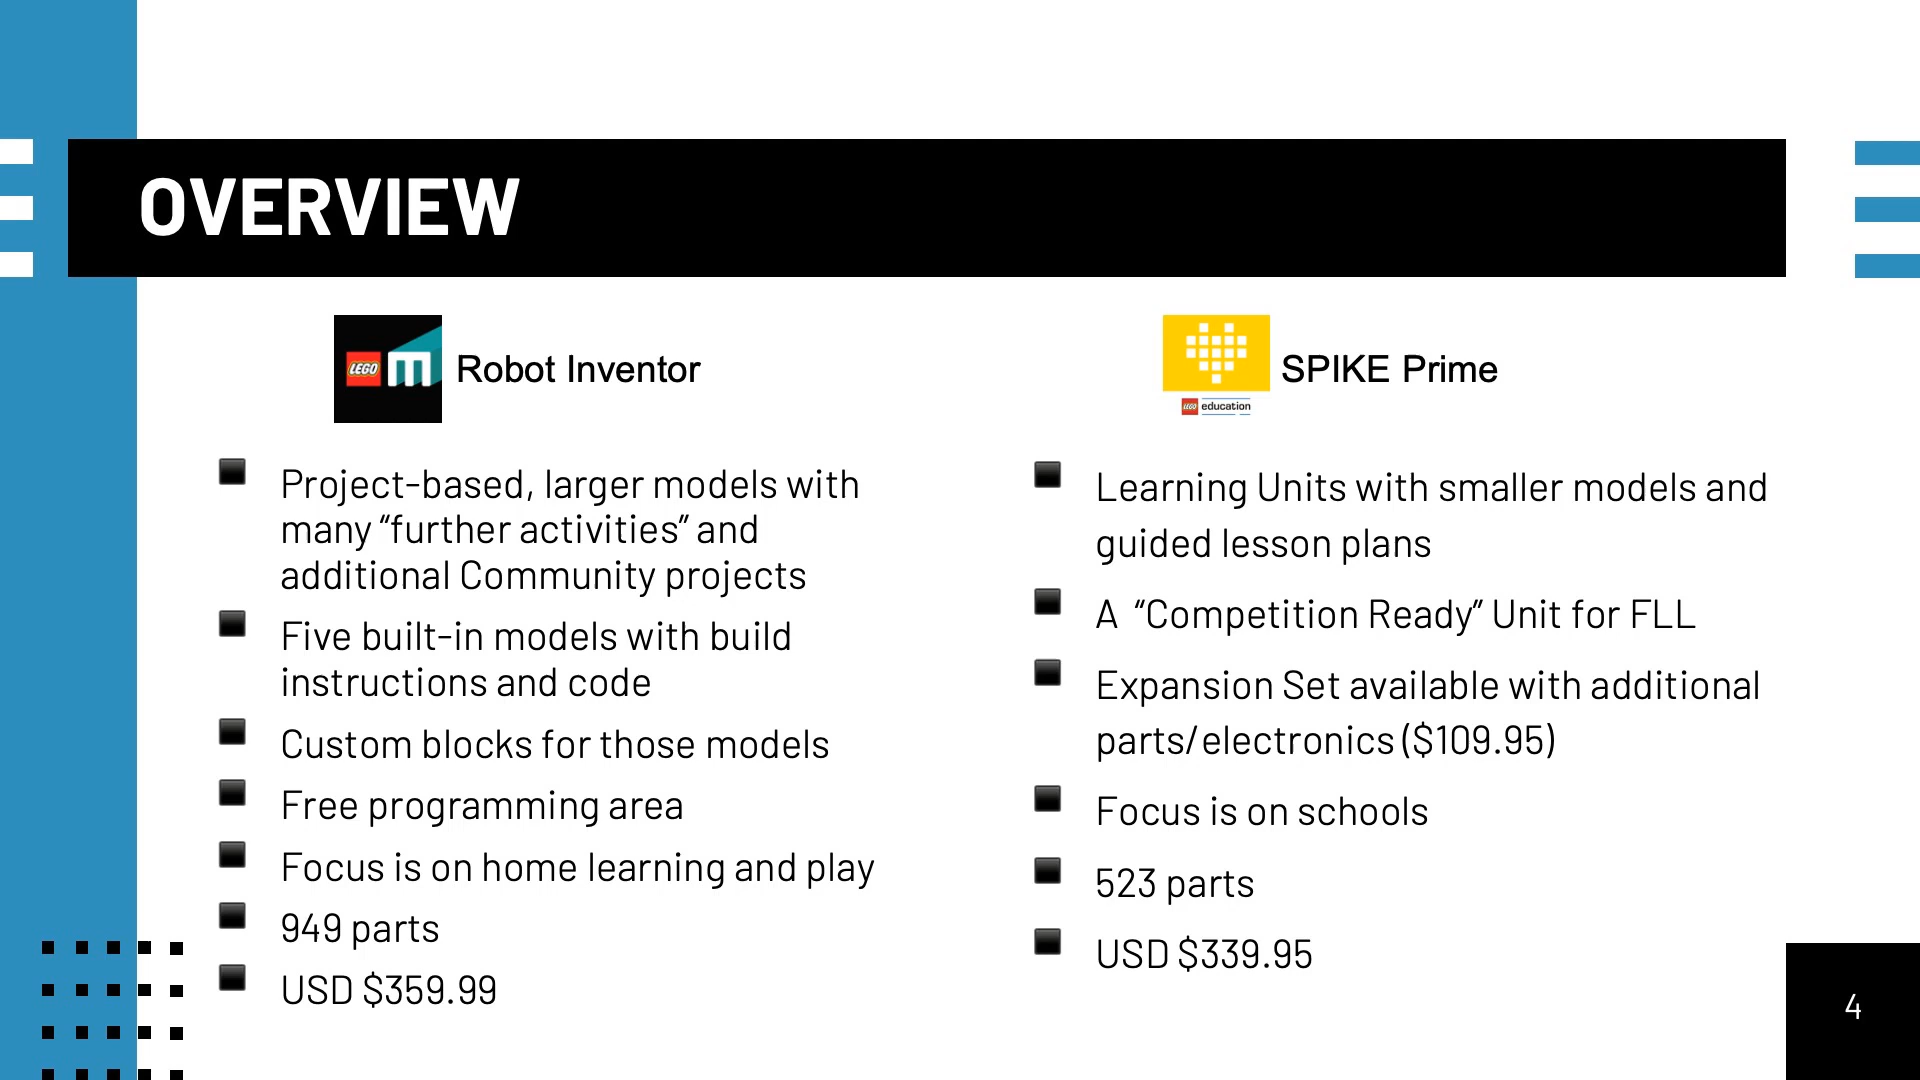 OVERVIEW
LEGO m
Robot Inventor
Project-based, larger models with
many “further activities” and
additional Community projects
Five built-in models with build
instructions and code
Custom blocks for those models
Free programming area
Focus is on home learning and play
949 parts
USD $359.99
LEGO education
SPIKE Prime
Learning Units with smaller models and
guided lesson plans
A “Competition Ready” Unit for FLL
Expansion Set available with additional
parts/electronics ($109.95)
Focus is on schools
523 parts
USD $339.95
4